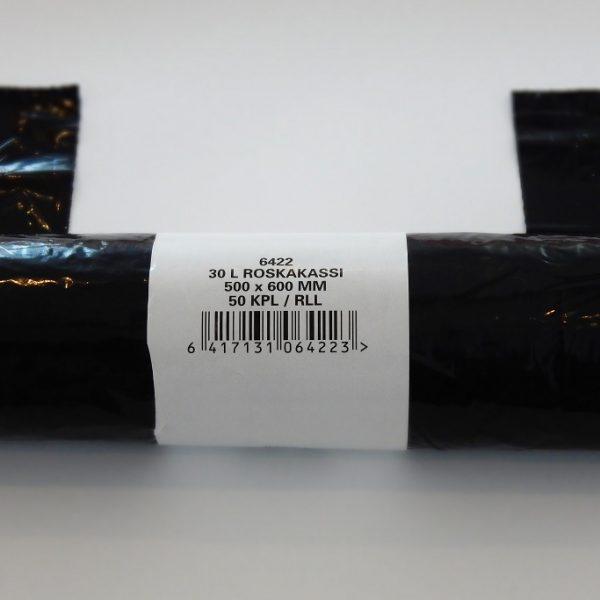 6422
30 L ROSKAKASSI
500 x 600 MM
50 KPL / RLL
6 417131 064223 >